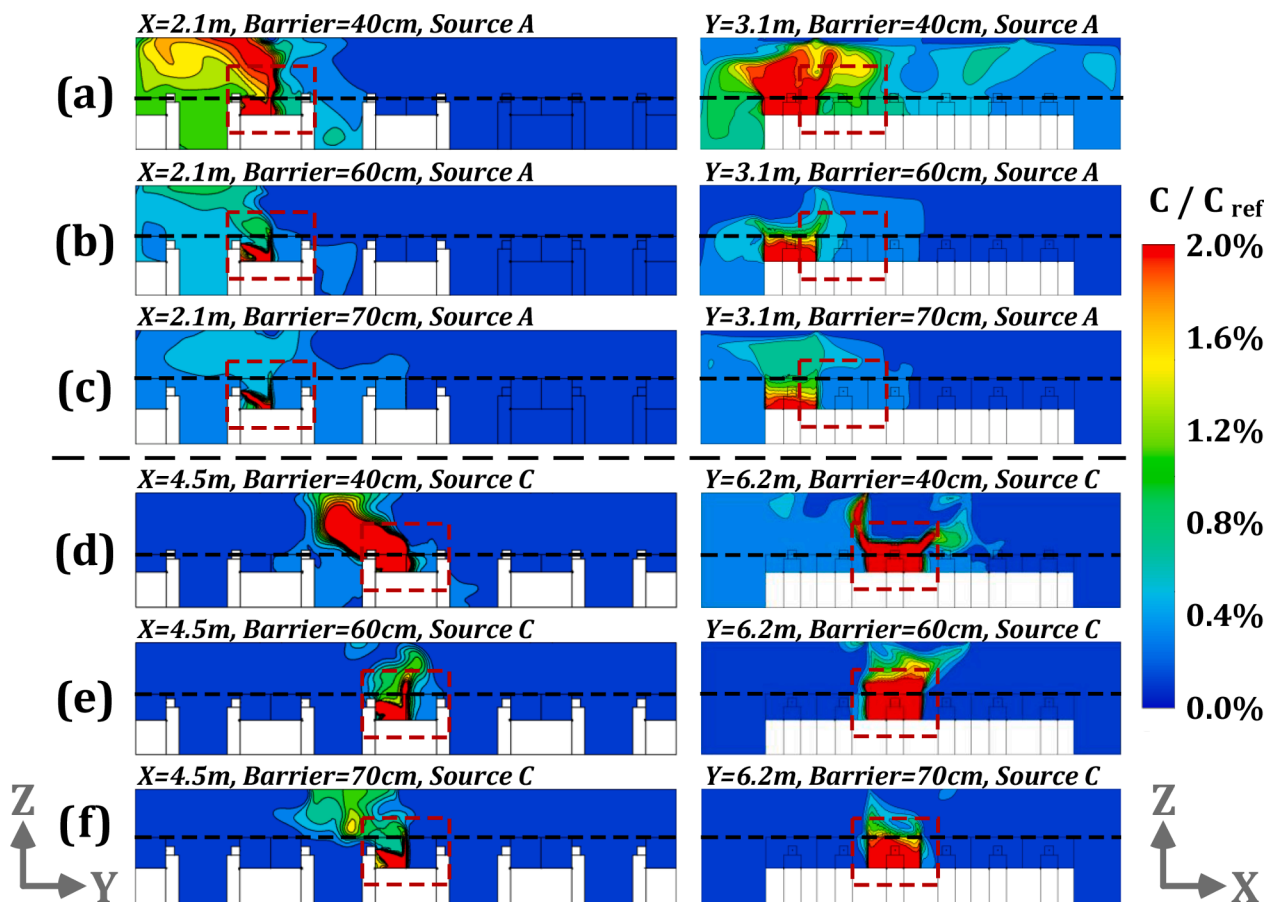 X=2.1m, Barrier=40cm, Source A
Y=3.1m, Barrier=40cm, Source A
(a)
X=2.1m, Barrier=60cm, Source A
Y=3.1m, Barrier=60cm, Source A
(b)
X=2.1m, Barrier=70cm, Source A
Y=3.1m, Barrier=70cm, Source A
(c)
X=4.5m, Barrier=40cm, Source C
Y=6.2m, Barrier=40cm, Source C
(d)
X=4.5m, Barrier=60cm, Source C
Y=6.2m, Barrier=60cm, Source C
(e)
X=4.5m, Barrier=70cm, Source C
Y=6.2m, Barrier=70cm, Source C
(f)
Z
Y
C / C ref
2.0%
1.6%
1.2%
0.8%
0.4%
0.0%
Z
X